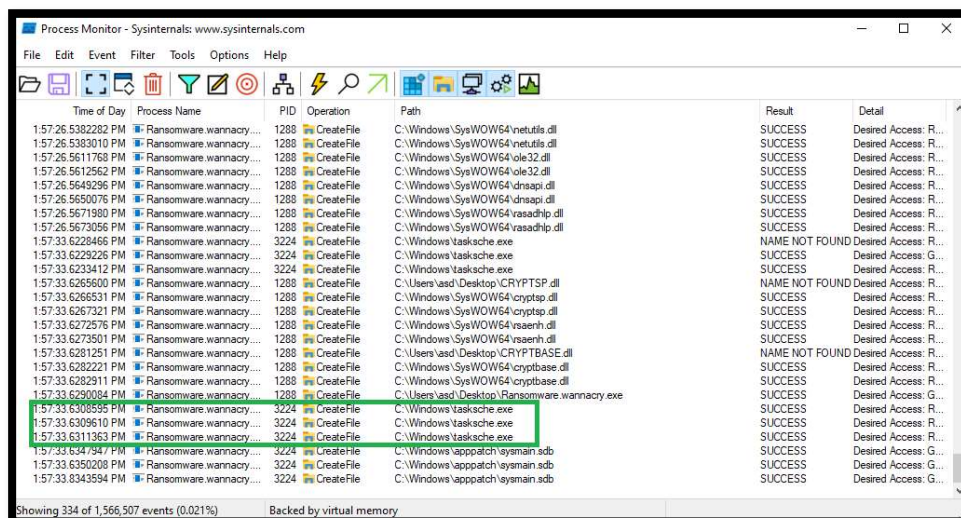 Process Monitor - Sysinternals: www.sysinternals.com
File Edit Event Filter Tools Options Help
Time of Day Process Name PID Operation Path Result Detail
1:57:26.5382282 PM Ransomware.wannacry.... 1288 CreateFile C:\Windows\SysWOW64\netutils.dll SUCCESS Desired Access: R...
1:57:26.5383010 PM Ransomware.wannacry.... 1288 CreateFile C:\Windows\SysWOW64\netutils.dll SUCCESS Desired Access: R...
1:57:26.5611768 PM Ransomware.wannacry.... 1288 CreateFile C:\Windows\SysWOW64\ole32.dll SUCCESS Desired Access: R...
1:57:26.5612562 PM Ransomware.wannacry.... 1288 CreateFile C:\Windows\SysWOW64\ole32.dll SUCCESS Desired Access: R...
1:57:26.5649296 PM Ransomware.wannacry.... 1288 CreateFile C:\Windows\SysWOW64\dnsapi.dll SUCCESS Desired Access: R...
1:57:26.5650076 PM Ransomware.wannacry.... 1288 CreateFile C:\Windows\SysWOW64\dnsapi.dll SUCCESS Desired Access: R...
1:57:26.5671980 PM Ransomware.wannacry.... 1288 CreateFile C:\Windows\SysWOW64\rasadhlp.dll SUCCESS Desired Access: R...
1:57:26.5673056 PM Ransomware.wannacry.... 1288 CreateFile C:\Windows\SysWOW64\rasadhlp.dll SUCCESS Desired Access: R...
1:57:33.6228466 PM Ransomware.wannacry.... 3224 CreateFile C:\Windows\tasksche.exe NAME NOT FOUND Desired Access: R...
1:57:33.6229226 PM Ransomware.wannacry.... 3224 CreateFile C:\Windows\tasksche.exe SUCCESS Desired Access: G...
1:57:33.6233412 PM Ransomware.wannacry.... 3224 CreateFile C:\Windows\tasksche.exe SUCCESS Desired Access: R...
1:57:33.6265600 PM Ransomware.wannacry.... 1288 CreateFile C:\Users\asd\Desktop\CRYPTSP.dll NAME NOT FOUND Desired Access: R...
1:57:33.6266531 PM Ransomware.wannacry.... 1288 CreateFile C:\Windows\SysWOW64\cryptsp.dll SUCCESS Desired Access: R...
1:57:33.6267321 PM Ransomware.wannacry.... 1288 CreateFile C:\Windows\SysWOW64\cryptsp.dll SUCCESS Desired Access: R...
1:57:33.6272576 PM Ransomware.wannacry.... 1288 CreateFile C:\Windows\SysWOW64\rsaenh.dll SUCCESS Desired Access: R...
1:57:33.6273501 PM Ransomware.wannacry.... 1288 CreateFile C:\Windows\SysWOW64\rsaenh.dll SUCCESS Desired Access: R...
1:57:33.6281251 PM Ransomware.wannacry.... 1288 CreateFile C:\Users\asd\Desktop\CRYPTBASE.dll NAME NOT FOUND Desired Access: R...
1:57:33.6282221 PM Ransomware.wannacry.... 1288 CreateFile C:\Windows\SysWOW64\cryptbase.dll SUCCESS Desired Access: R...
1:57:33.6282911 PM Ransomware.wannacry.... 1288 CreateFile C:\Windows\SysWOW64\cryptbase.dll SUCCESS Desired Access: R...
1:57:33.6290084 PM Ransomware.wannacry.... 1288 CreateFile C:\Users\asd\Desktop\Ransomware.wannacry.exe SUCCESS Desired Access: G...
1:57:33.6308595 PM Ransomware.wannacry.... 3224 CreateFile C:\Windows\tasksche.exe SUCCESS Desired Access: R...
1:57:33.6309610 PM Ransomware.wannacry.... 3224 CreateFile C:\Windows\tasksche.exe SUCCESS Desired Access: R...
1:57:33.6311363 PM Ransomware.wannacry.... 3224 CreateFile C:\Windows\tasksche.exe SUCCESS Desired Access: R...
1:57:33.6347947 PM Ransomware.wannacry.... 3224 CreateFile C:\Windows\apppatch\sysmain.sdb SUCCESS Desired Access: G...
1:57:33.6350208 PM Ransomware.wannacry.... 3224 CreateFile C:\Windows\apppatch\sysmain.sdb SUCCESS Desired Access: G...
1:57:33.8343594 PM Ransomware.wannacry.... 3224 CreateFile C:\Windows\apppatch\sysmain.sdb SUCCESS Desired Access: G...
Showing 334 of 1,566,507 events (0.021%) Backed by virtual memory